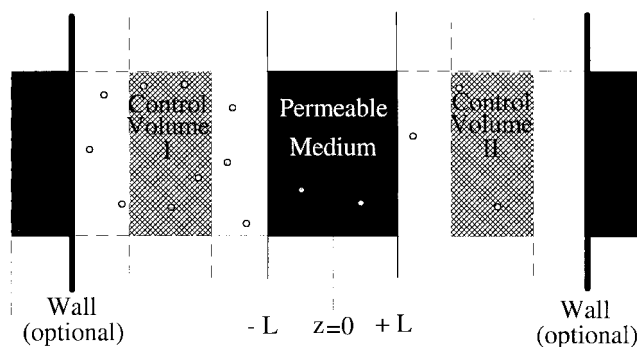 Control
Volume
I
Permeable
Medium
Control
Volume
II
Wall
(optional)
- L z=0 + L
Wall
(optional)